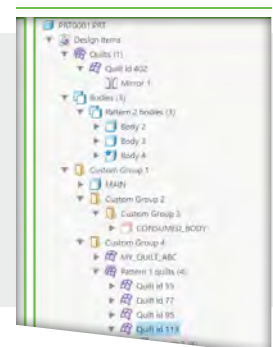 PRT0001.PRT
Design Items
Quilts (1)
Quilt id 402
Mirror 1
Bodies (3)
Pattern 2 bodies (3)
Body 2
Body 3
Body 4
Custom Group 1
MAIN
Custom Group 2
Custom Group 3
CONSUMED_BODY
Custom Group 4
MY_QUILT_ABC
Pattern 1 quilts (4)
Quilt id 55
Quilt id 77
Quilt id 95
Quilt id 113